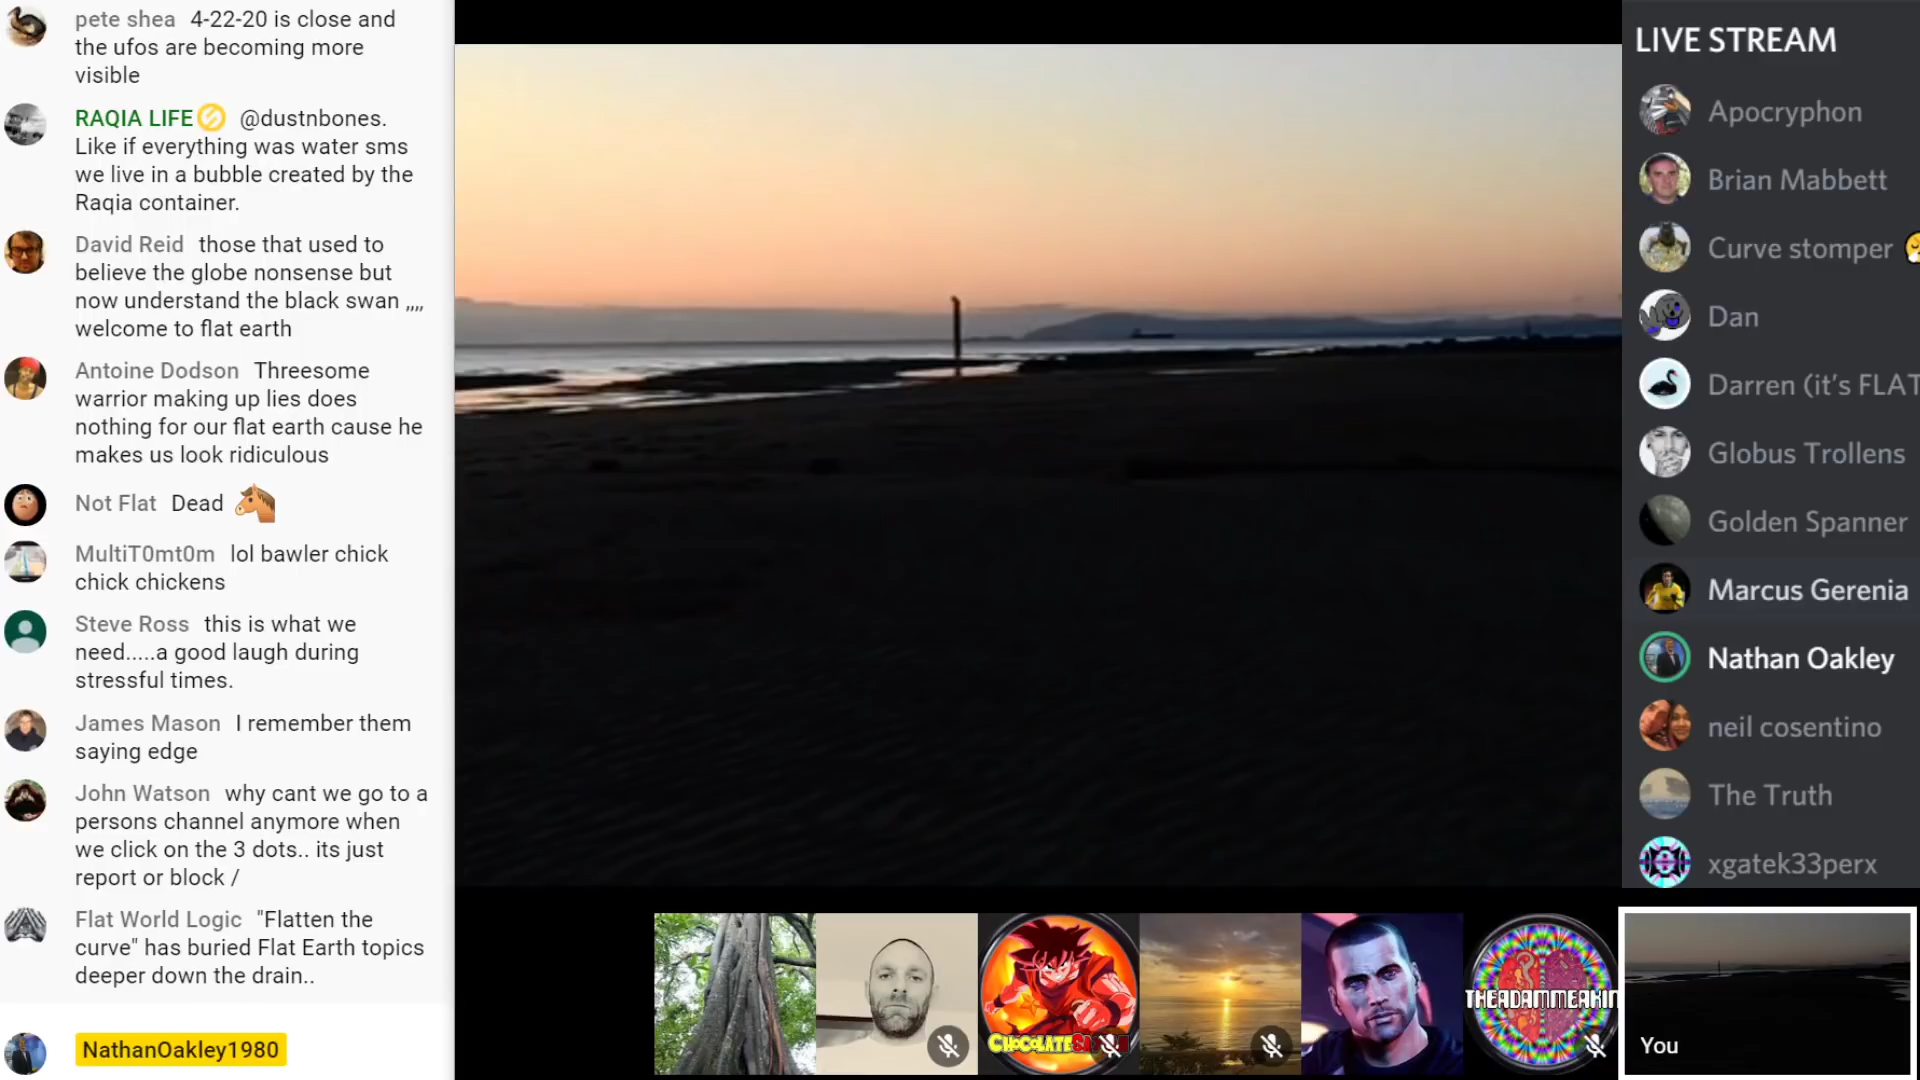 pete shea 4-22-20 is close and
the ufos are becoming more
visible
RAQIA LIFE @dustnbones.
Like if everything was water sms
we live in a bubble created by the
Raqia container.
David Reid those that used to
believe the globe nonsense but
now understand the black swan ,,,,
welcome to flat earth
Antoine Dodson Threesome
warrior making up lies does
nothing for our flat earth cause he
makes us look ridiculous
Not Flat Dead
MultiT0mt0m lol bawler chick
chick chickens
Steve Ross this is what we
need.....a good laugh during
stressful times.
James Mason I remember them
saying edge
John Watson why cant we go to a
persons channel anymore when
we click on the 3 dots.. its just
report or block /
Flat World Logic "Flatten the
curve" has buried Flat Earth topics
deeper down the drain..
NathanOakley1980
LIVE STREAM
Apocryphon
Brian Mabbett
Curve stomper
Dan
Darren (it's FLAT
Globus Trollens
Golden Spanner
Marcus Gerenia
Nathan Oakley
neil cosentino
The Truth
xgatek33perx
THEADAMMEAKIN
You